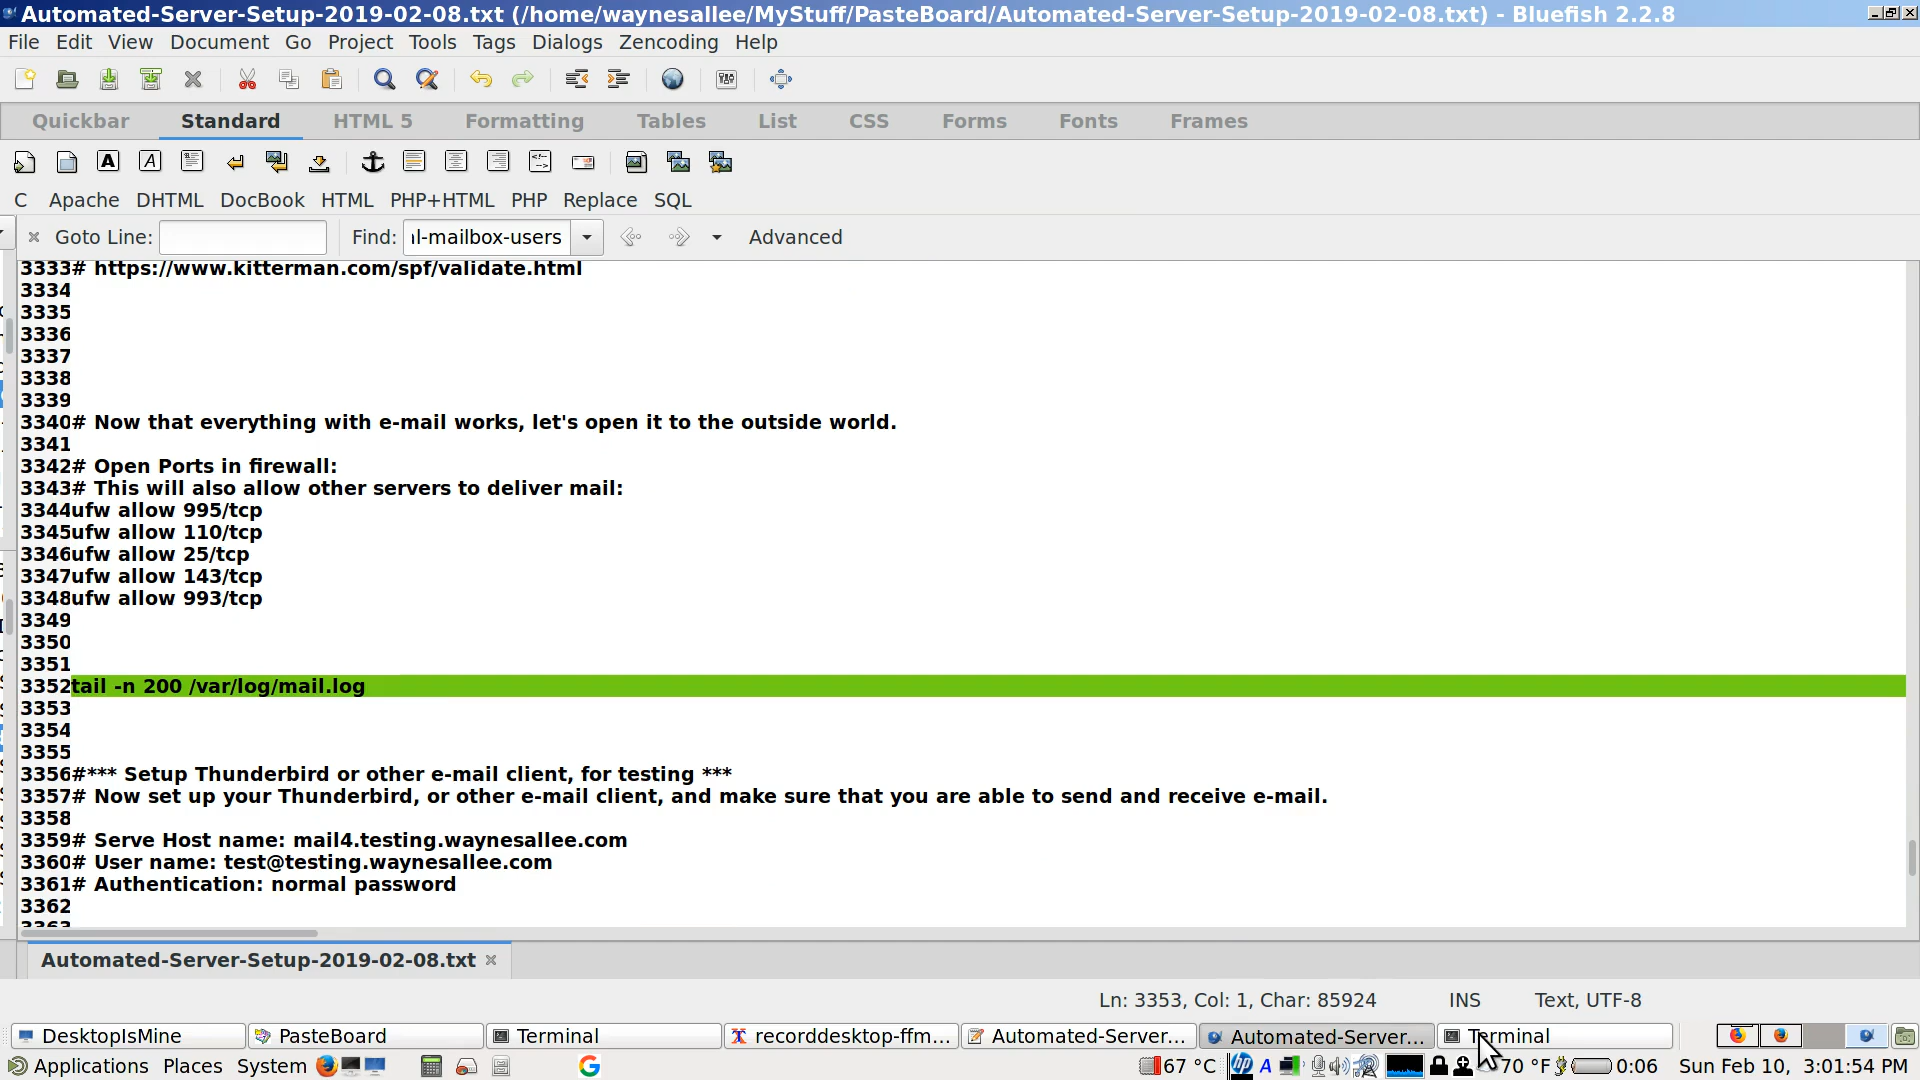 Automated-Server-Setup-2019-02-08.txt (/home/waynesallee/MyStuff/PasteBoard/Automated-Server-Setup-2019-02-08.txt) - Bluefish 2.2.8
File Edit View Document Go Project Tools Tags Dialogs Zencoding Help
Quickbar Standard HTML 5 Formatting Tables List CSS Forms Fonts Frames
C Apache DHTML DocBook HTML PHP+HTML PHP Replace SQL
Goto Line: Find: l-mailbox-users Advanced
3333# https://www.kitterman.com/spf/validate.html
3334
3335
3336
3337
3338
3339
3340# Now that everything with e-mail works, let's open it to the outside world.
3341
3342# Open Ports in firewall:
3343# This will also allow other servers to deliver mail:
3344ufw allow 995/tcp
3345ufw allow 110/tcp
3346ufw allow 25/tcp
3347ufw allow 143/tcp
3348ufw allow 993/tcp
3349
3350
3351
3352tail -n 200 /var/log/mail.log
3353
3354
3355
3356#*** Setup Thunderbird or other e-mail client, for testing ***
3357# Now set up your Thunderbird, or other e-mail client, and make sure that you are able to send and receive e-mail.
3358
3359# Serve Host name: mail4.testing.waynesallee.com
3360# User name: test@testing.waynesallee.com
3361# Authentication: normal password
3362
3363
Automated-Server-Setup-2019-02-08.txt
Ln: 3353, Col: 1, Char: 85924 INS Text, UTF-8
DesktopIsMine PasteBoard Terminal recorddesktop-ffm... Automated-Server... Automated-Server... Terminal
Applications Places System 67 °C 70 °F 0:06 Sun Feb 10, 3:01:54 PM